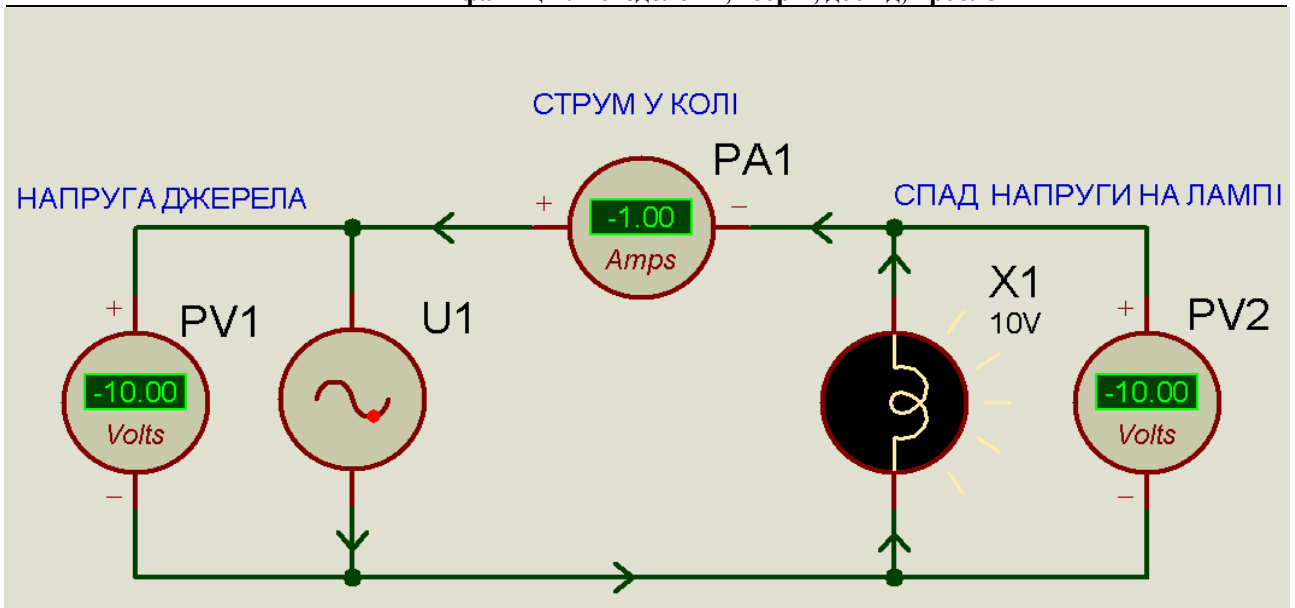 СТРУМ У КОЛІ
PA1
НАПРУГА ДЖЕРЕЛА
СПАД НАПРУГИ НА ЛАМПІ
+
-1.00
−
Amps
X1
10V
+
PV1
U1
+
PV2
-10.00
Volts
-10.00
Volts
−
−